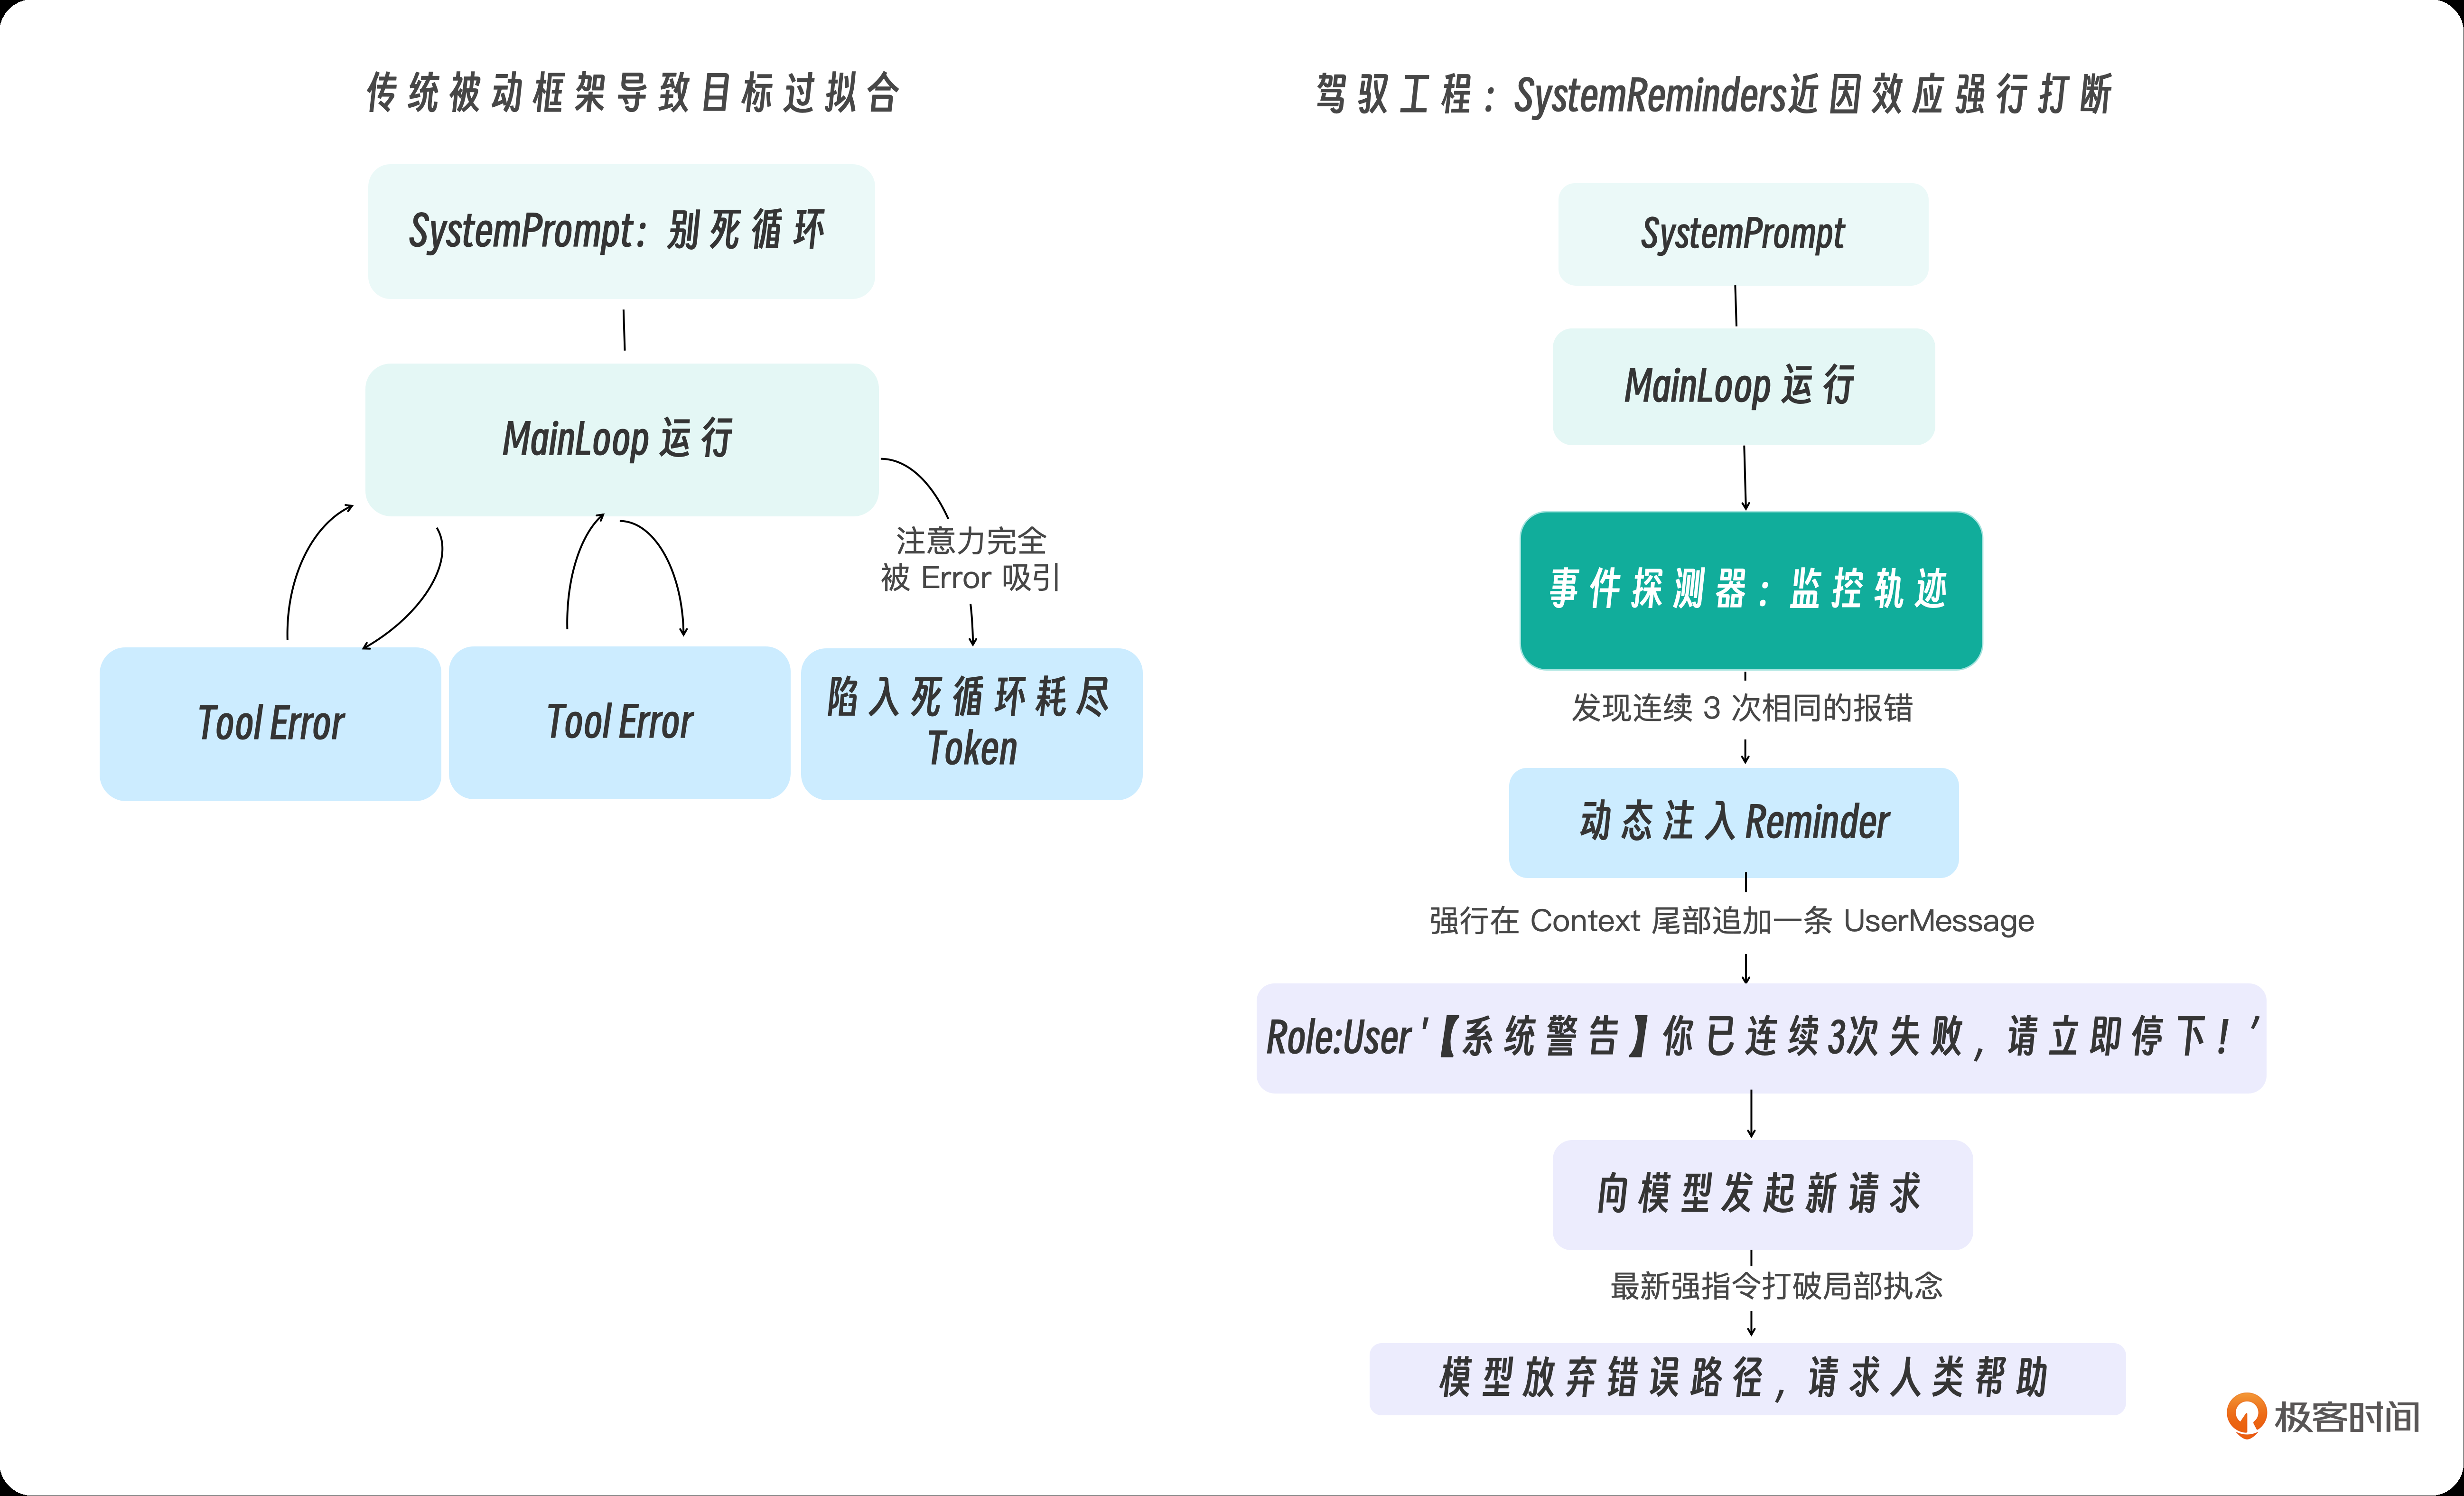 传统被动框架导致目标过拟合
SystemPrompt: 别死循环
MainLoop 运行
注意力完全
被 Error 吸引
Tool Error
Tool Error
陷入死循环耗尽
Token
驾驭工程：SystemReminders近因效应强行打断
SystemPrompt
MainLoop 运行
事件探测器：监控轨迹
发现连续 3 次相同的报错
动态注入Reminder
强行在 Context 尾部追加一条 UserMessage
Role:User '【系统警告】你已连续3次失败，请立即停下！'
向模型发起新请求
最新强指令打破局部执念
模型放弃错误路径，请求人类帮助
极客时间